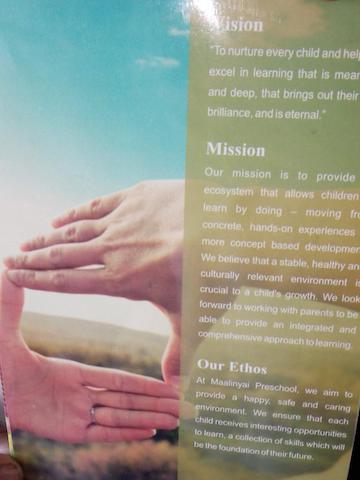 Vision
"To nurture every child and help
excel in learning that is
and deep, that brings out their
brilliance, and is eternal."
Mission
Our mission is to provide
ecosystem that allows children
learn by doing – moving
concrete, hands-on experiences
more concept based
We believe that a stable, healthy
culturally relevant environment
crucial to a child's growth. We look
forward to working with parents to be
able to provide an integrated and
comprehensive approach to learning.
Our Ethos
At Maalinyai Preschool, we aim to
provide a happy, safe and caring
environment. We ensure that each
child receives interesting opportunities
to learn, a collection of skills which will
be the foundation of their future.